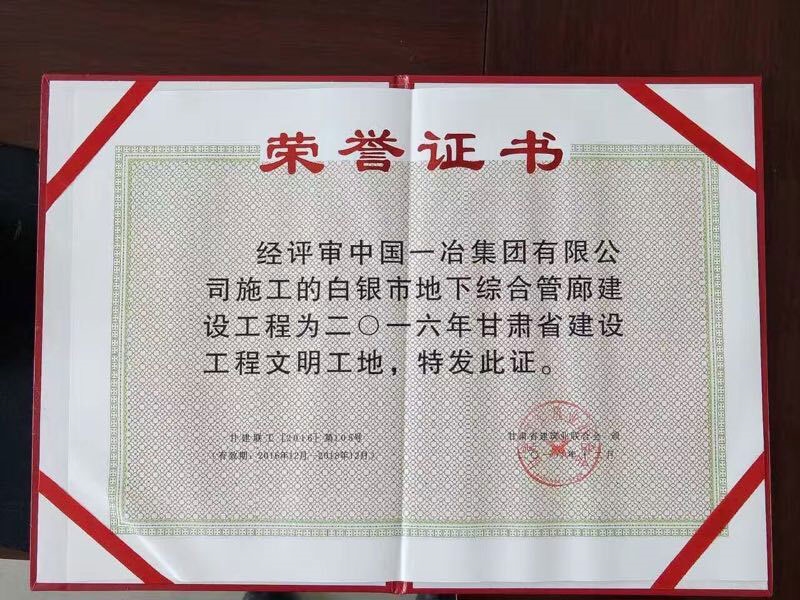 荣誉证书
经评审中国一冶集团有限公
司施工的白银市地下综合管廊建
设工程为二〇一六年甘肃省建设
工程文明工地，特发此证。
甘建联工［2016］第105号
（有效期：2016年12月—2018年12月）
甘肃省建筑业联合会 颁